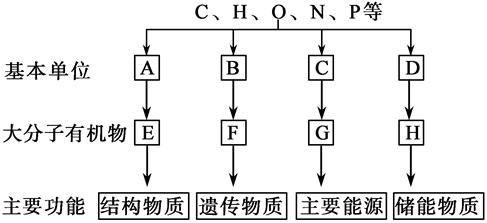 C、H、O、N、P等
基本单位 A B C D
大分子有机物 E F G H
主要功能 结构物质 遗传物质 主要能源 储能物质